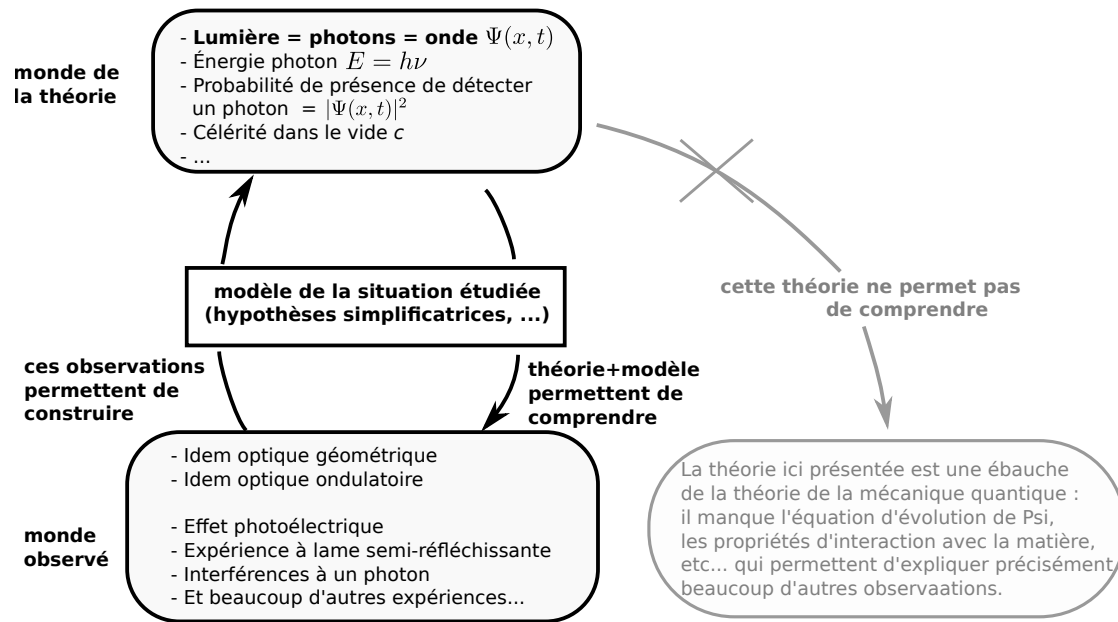 monde de
la théorie
- Lumière = photons = onde Ψ(x, t)
- Énergie photon E = hν
- Probabilité de présence de détecter
un photon = |Ψ(x, t)|²
- Célérité dans le vide c
- ...
modèle de la situation étudiée
(hypothèses simplificatrices, ...)
cette théorie ne permet pas
de comprendre
ces observations
permettent de
construire
théorie+modèle
permettent de
comprendre
monde
observé
- Idem optique géométrique
- Idem optique ondulatoire
- Effet photoélectrique
- Expérience à lame semi-réfléchissante
- Interférences à un photon
- Et beaucoup d'autres expériences...
La théorie ici présentée est une ébauche
de la théorie de la mécanique quantique :
il manque l'équation d'évolution de Psi,
les propriétés d'interaction avec la matière,
etc... qui permettent d'expliquer précisément
beaucoup d'autres observaations.